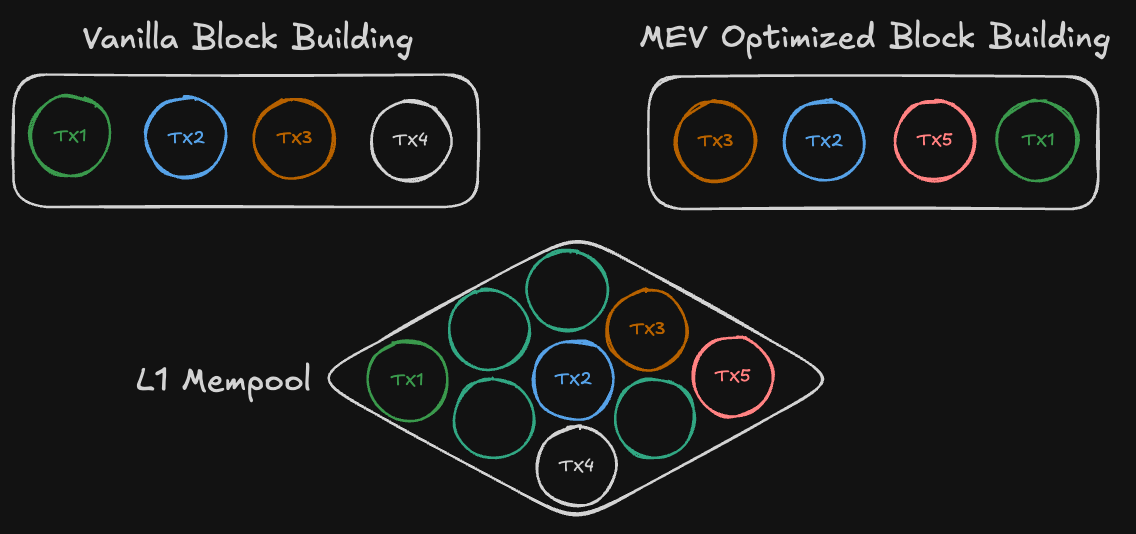 Vanilla Block Building
MEV Optimized Block Building
Tx1 Tx2 Tx3 Tx4
Tx3 Tx2 Tx5 Tx1
Tx3
L1 Mempool Tx1 Tx2 Tx5
Tx4